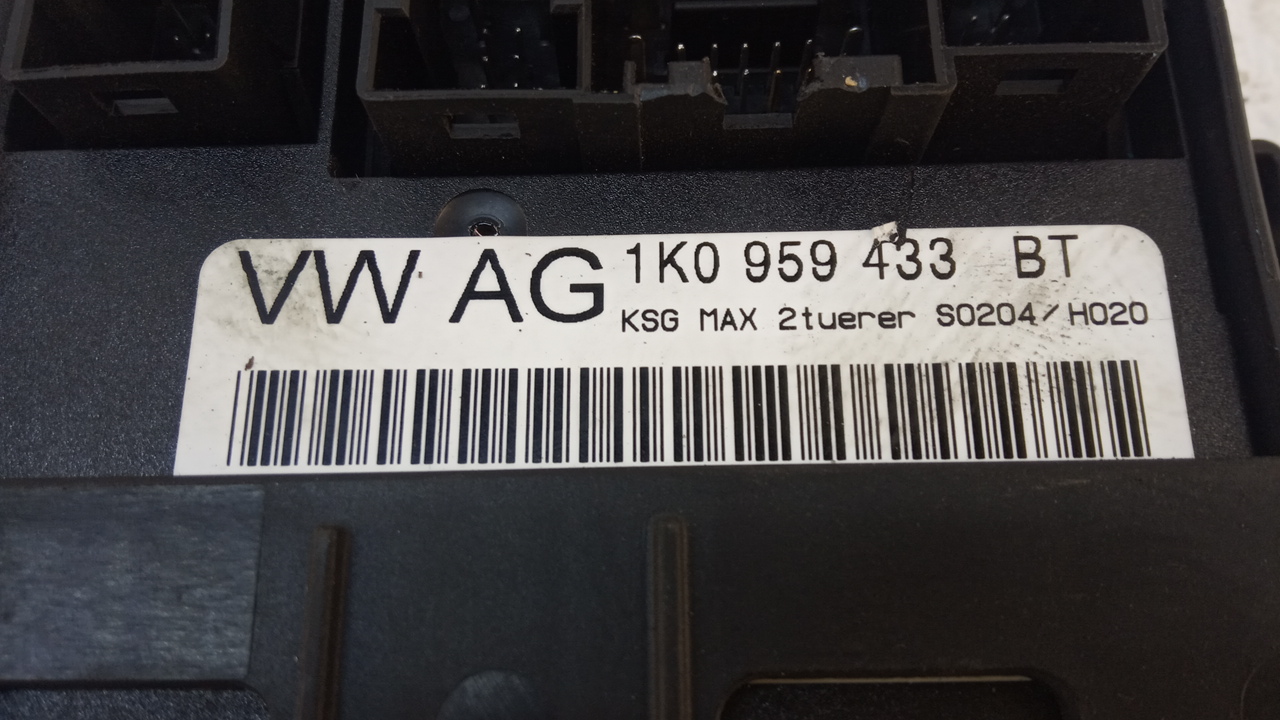 VW AG 1K0 959 433 BT
KSG MAX 2tuerer S0204/H020